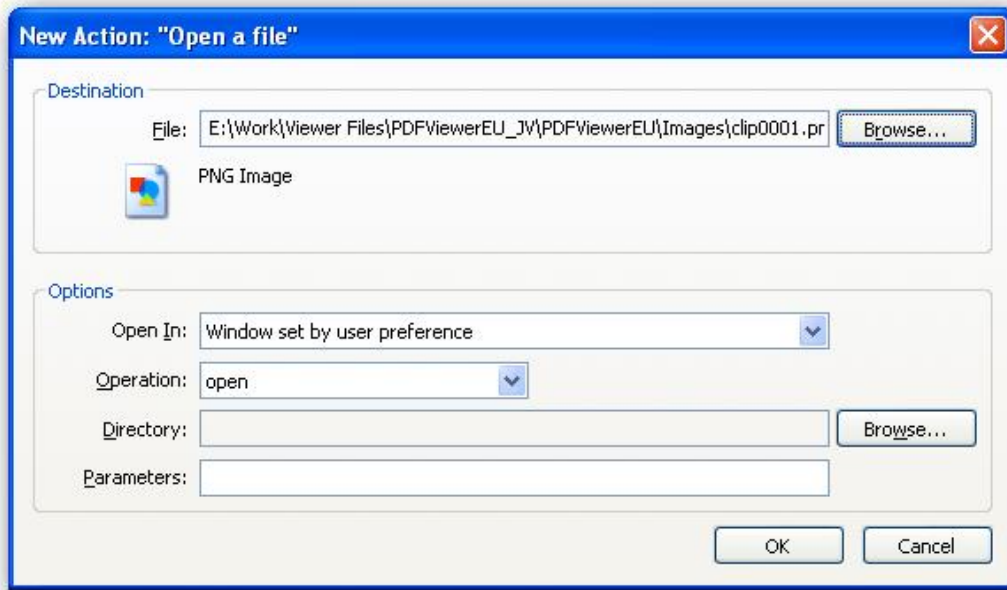 New Action: "Open a file"
Destination
File: E:\Work\Viewer Files\PDFViewerEU_JV\PDFViewerEU\Images\clip0001.pr Browse...
PNG Image
Options
Open In: Window set by user preference
Operation: open
Directory: Browse...
Parameters:
OK Cancel